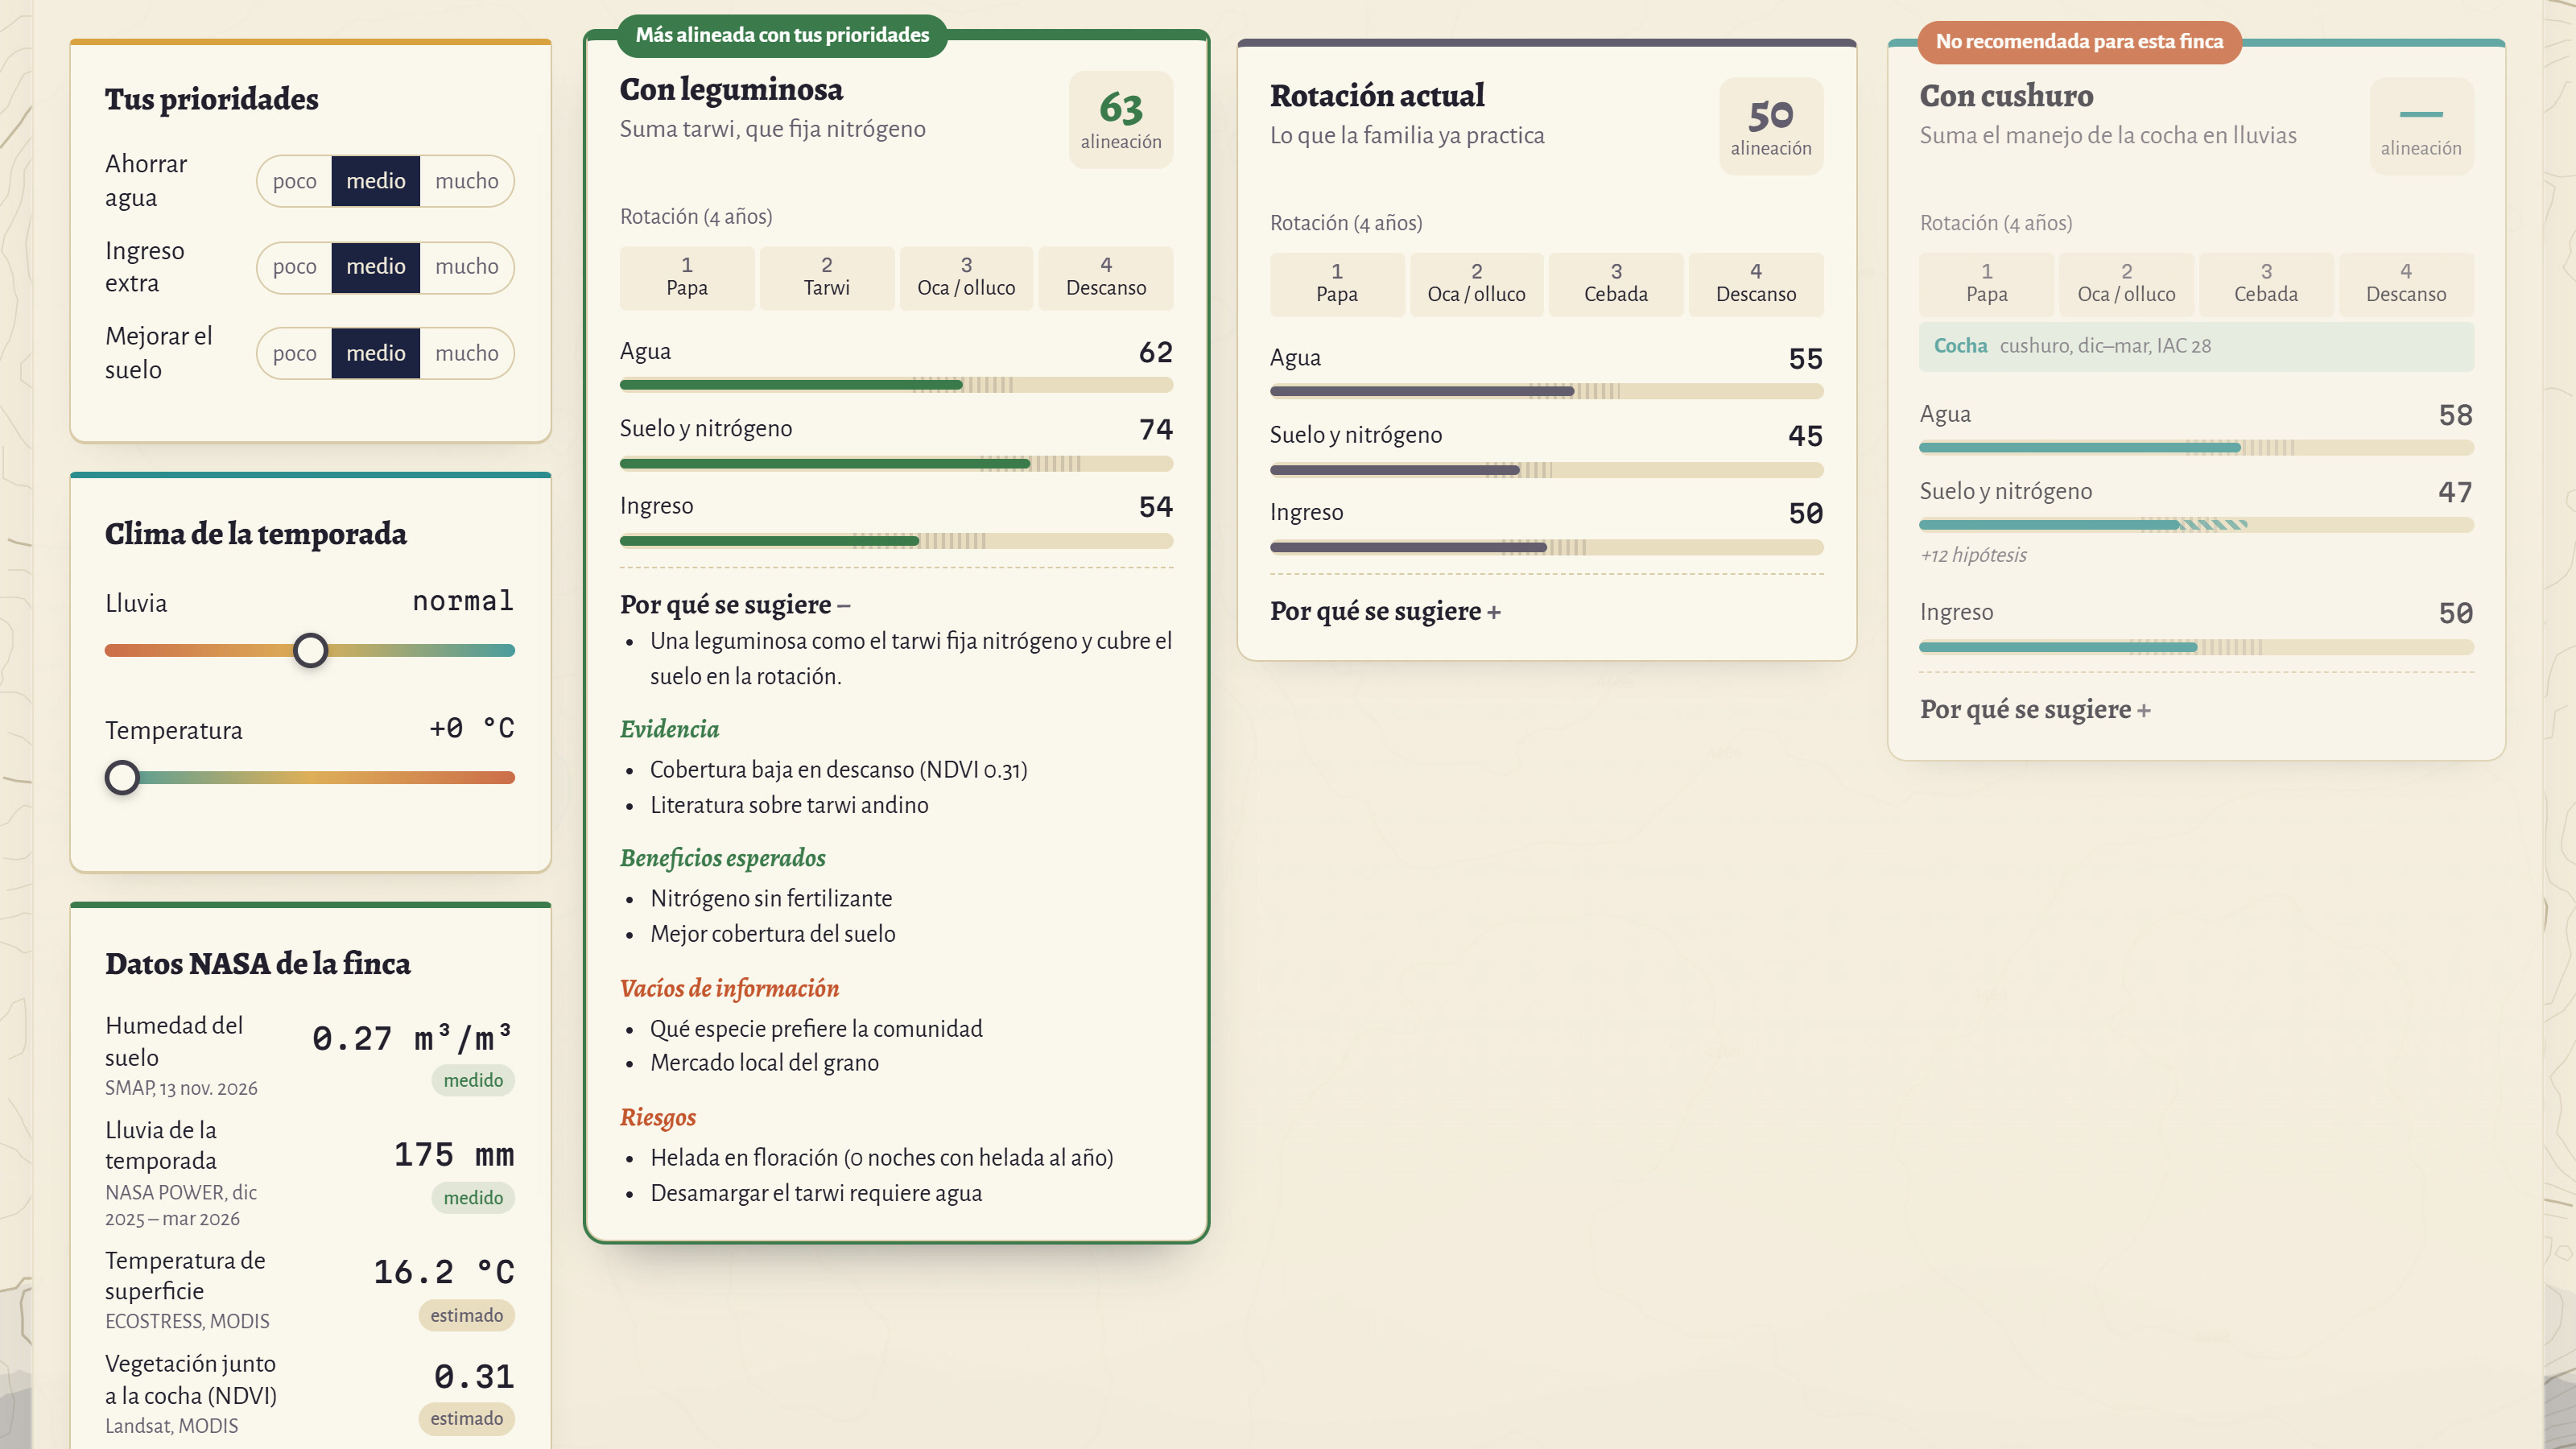 Tus prioridades
Ahorrar
agua
poco medio mucho
Ingreso
extra
poco medio mucho
Mejorar el
suelo
poco medio mucho
Clima de la temporada
Lluvia normal
Temperatura +0 °C
Datos NASA de la finca
Humedad del
suelo
0.27 m³/m³
SMAP, 13 nov. 2026
medido
Lluvia de la
temporada
175 mm
NASA POWER, dic
2025 – mar 2026
medido
Temperatura de
superficie
16.2 °C
ECOSTRESS, MODIS
estimado
Vegetación junto
a la cocha (NDVI)
0.31
Landsat, MODIS
estimado
Más alineada con tus prioridades
Con leguminosa
Suma tarwi, que fija nitrógeno
63
alineación
Rotación (4 años)
1 2 3 4
Papa Tarwi Oca / olluco Descanso
Agua 62
Suelo y nitrógeno 74
Ingreso 54
Por qué se sugiere –
• Una leguminosa como el tarwi fija nitrógeno y cubre el
suelo en la rotación.
Evidencia
• Cobertura baja en descanso (NDVI 0.31)
• Literatura sobre tarwi andino
Beneficios esperados
• Nitrógeno sin fertilizante
• Mejor cobertura del suelo
Vacíos de información
• Qué especie prefiere la comunidad
• Mercado local del grano
Riesgos
• Helada en floración (0 noches con helada al año)
• Desamargar el tarwi requiere agua
Rotación actual
Lo que la familia ya practica
50
alineación
Rotación (4 años)
1 2 3 4
Papa Oca / olluco Cebada Descanso
Agua 55
Suelo y nitrógeno 45
Ingreso 50
Por qué se sugiere +
No recomendada para esta finca
Con cushuro
Suma el manejo de la cocha en lluvias
—
alineación
Rotación (4 años)
1 2 3 4
Papa Oca / olluco Cebada Descanso
Cocha cushuro, dic–mar, IAC 28
Agua 58
Suelo y nitrógeno 47
+12 hipótesis
Ingreso 50
Por qué se sugiere +